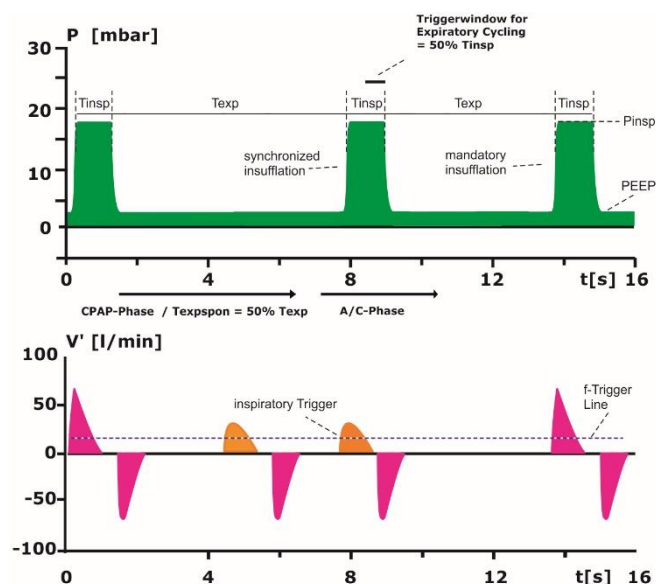 P [mbar]
Triggerwindow for
Expiratory Cycling
= 50% Tinsp
30
20
10
0
Tinsp
Texp
Tinsp
Texp
Tinsp
Pinsp
synchronized
insufflation
mandatory
insufflation
PEEP
0
4
8
12
t[s]
16
CPAP-Phase / Texpspon = 50% Texp
A/C-Phase
V' [l/min]
100
50
0
-50
-100
inspiratory Trigger
f-Trigger
Line
0
4
8
12
t[s]
16